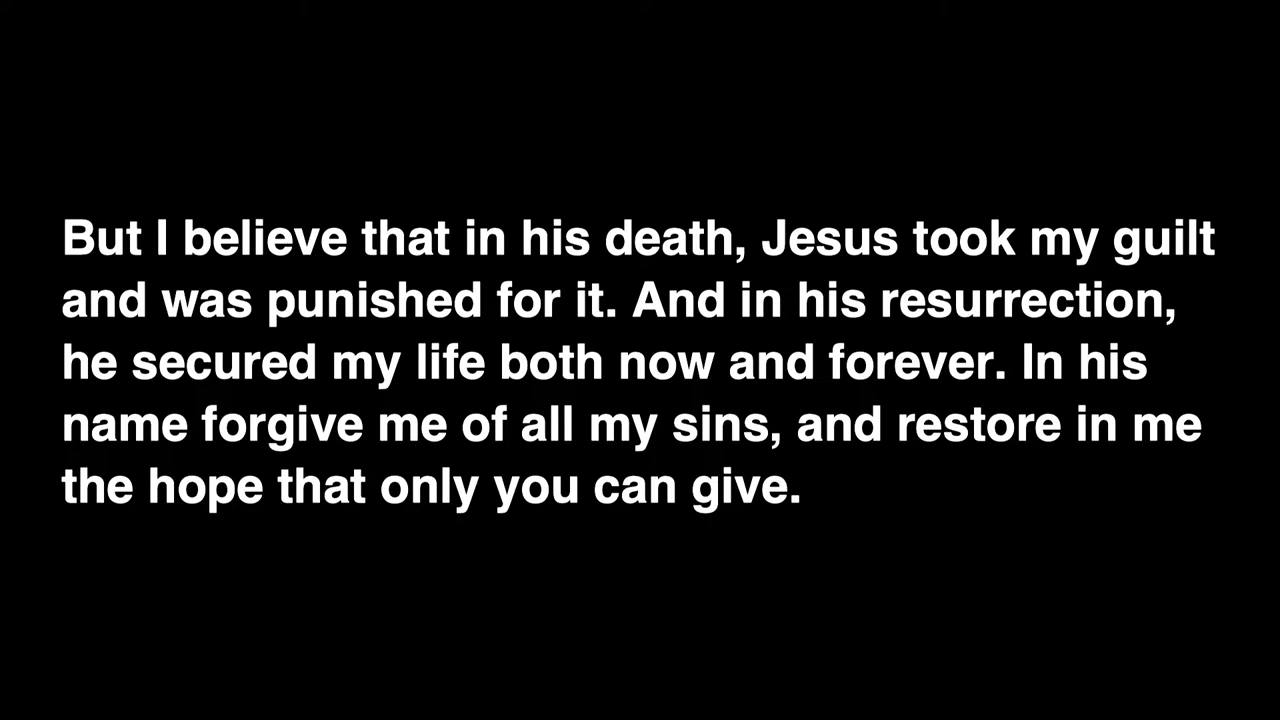 But I believe that in his death, Jesus took my guilt
and was punished for it. And in his resurrection,
he secured my life both now and forever. In his
name forgive me of all my sins, and restore in me
the hope that only you can give.